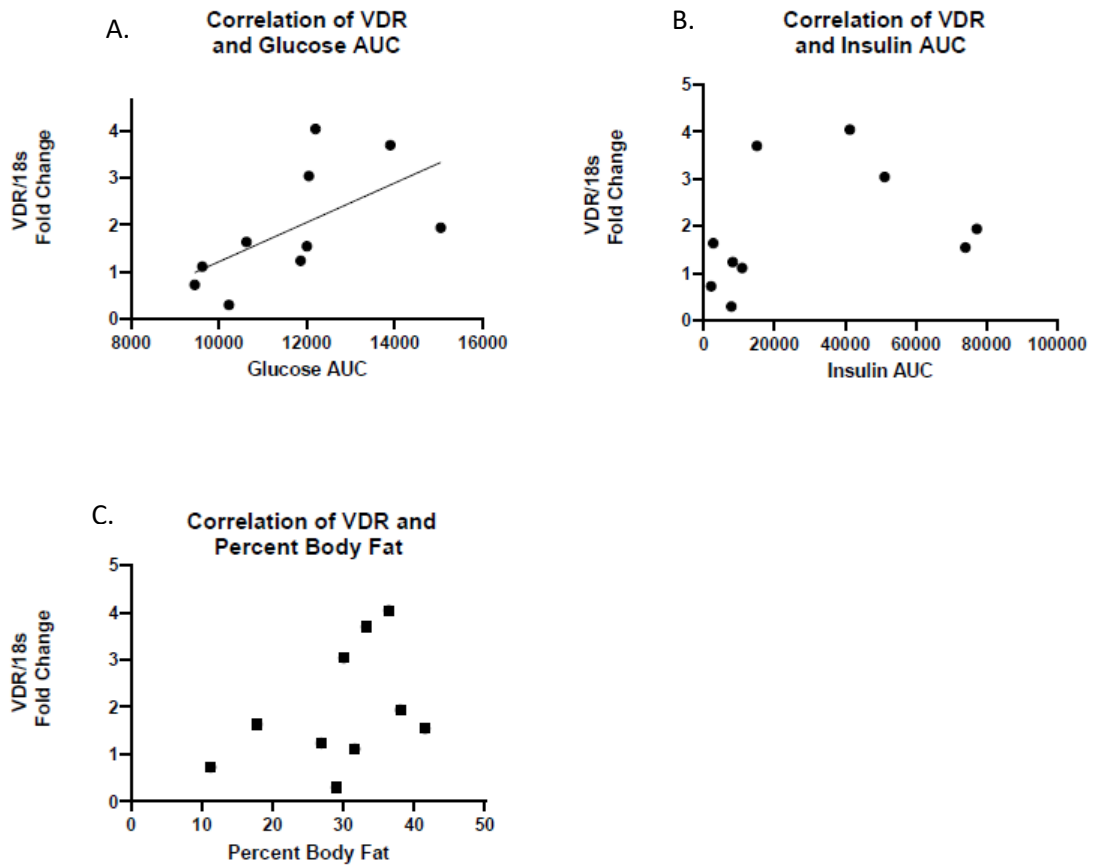 A.
Correlation of VDR
and Glucose AUC
VDR/18s
Fold Change
4
3
2
1
0
8000 10000 12000 14000 16000
Glucose AUC
B.
Correlation of VDR
and Insulin AUC
VDR/18s
Fold Change
5
4
3
2
1
0
0 20000 40000 60000 80000 100000
Insulin AUC
C.
Correlation of VDR and
Percent Body Fat
VDR/18s
Fold Change
5
4
3
2
1
0
0 10 20 30 40 50
Percent Body Fat